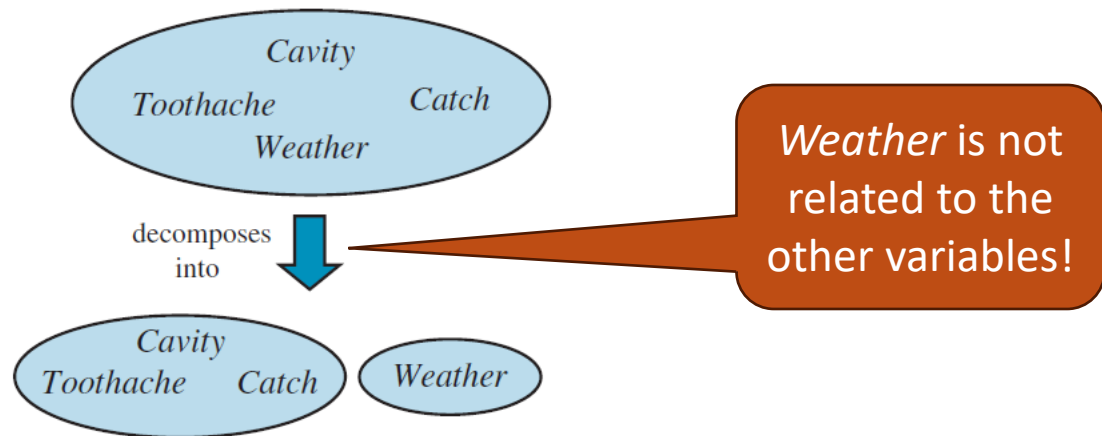 Cavity
Toothache Catch
Weather
decomposes
into
Weather is not
related to the
other variables!
Cavity
Toothache Catch
Weather